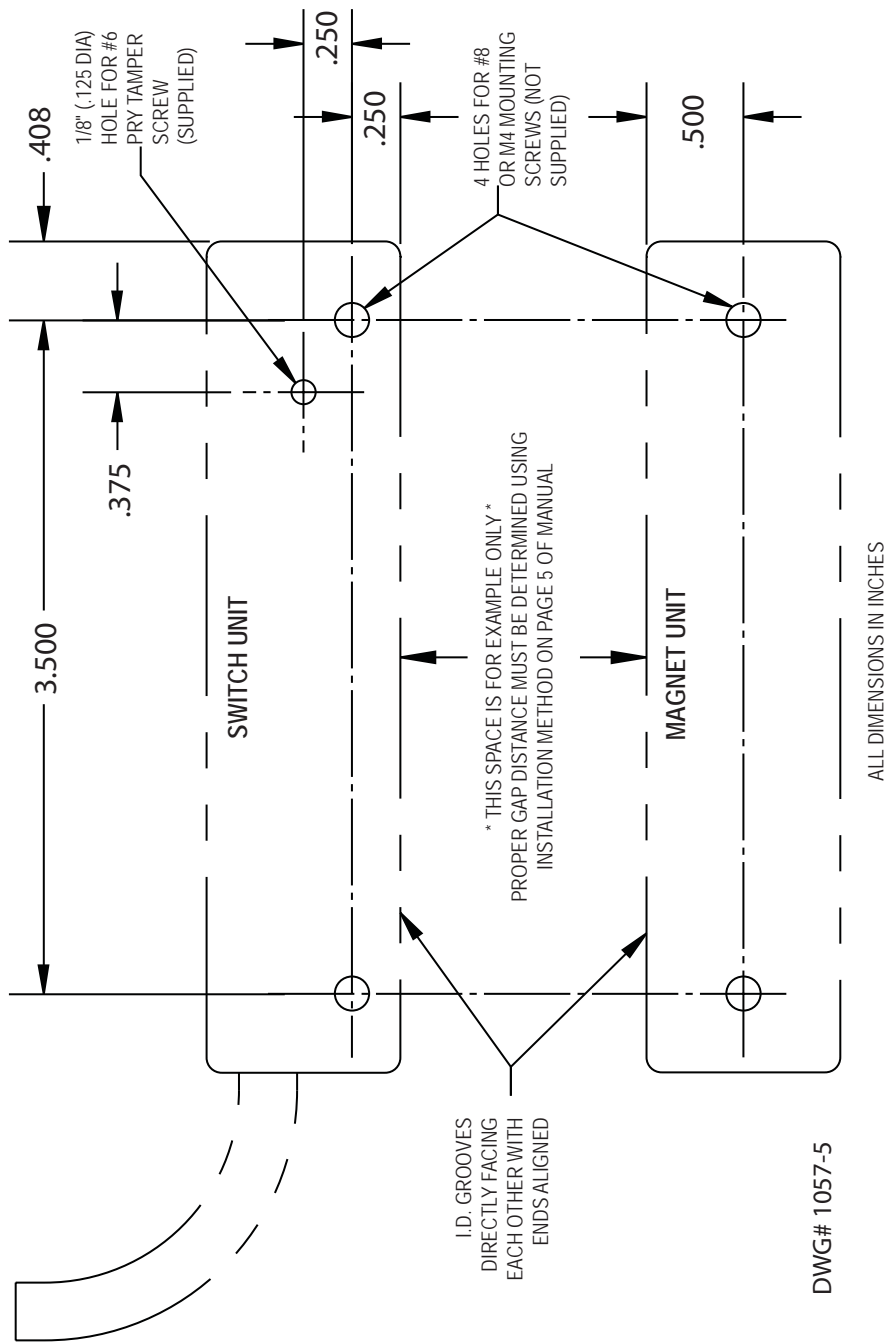 .408
3.500
.375
1/8" (.125 DIA)
HOLE FOR #6
PRY TAMPER
SCREW
(SUPPLIED)
.250
.250
SWITCH UNIT
4 HOLES FOR #8
OR M4 MOUNTING
SCREWS (NOT
SUPPLIED)
* THIS SPACE IS FOR EXAMPLE ONLY *
PROPER GAP DISTANCE MUST BE DETERMINED USING
INSTALLATION METHOD ON PAGE 5 OF MANUAL
I.D. GROOVES
DIRECTLY FACING
EACH OTHER WITH
ENDS ALIGNED
MAGNET UNIT
.500
DWG# 1057-5
ALL DIMENSIONS IN INCHES